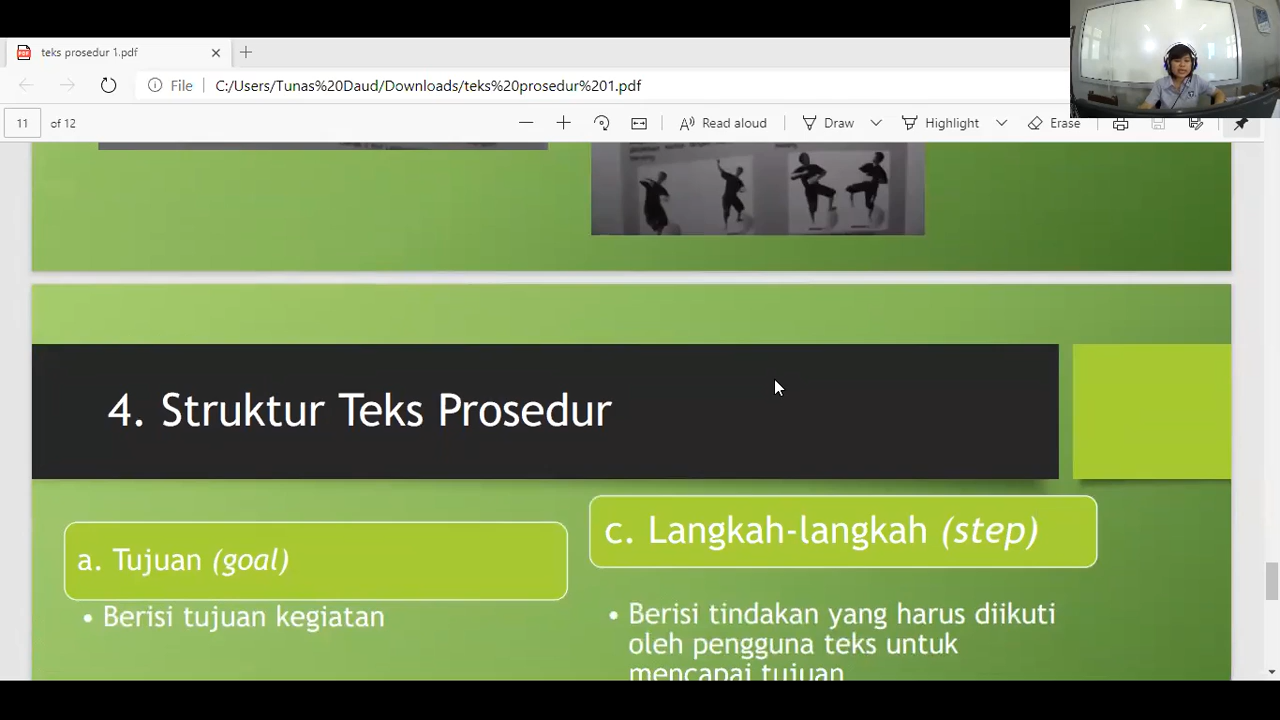 teks prosedur 1.pdf
File
C:/Users/Tunas%20Daud/Downloads/teks%20prosedur%201.pdf
11 of 12
Read aloud
Draw
Highlight
Erase
4. Struktur Teks Prosedur
a. Tujuan (goal)
• Berisi tujuan kegiatan
c. Langkah-langkah (step)
• Berisi tindakan yang harus diikuti
oleh pengguna teks untuk
mencapai tujuan